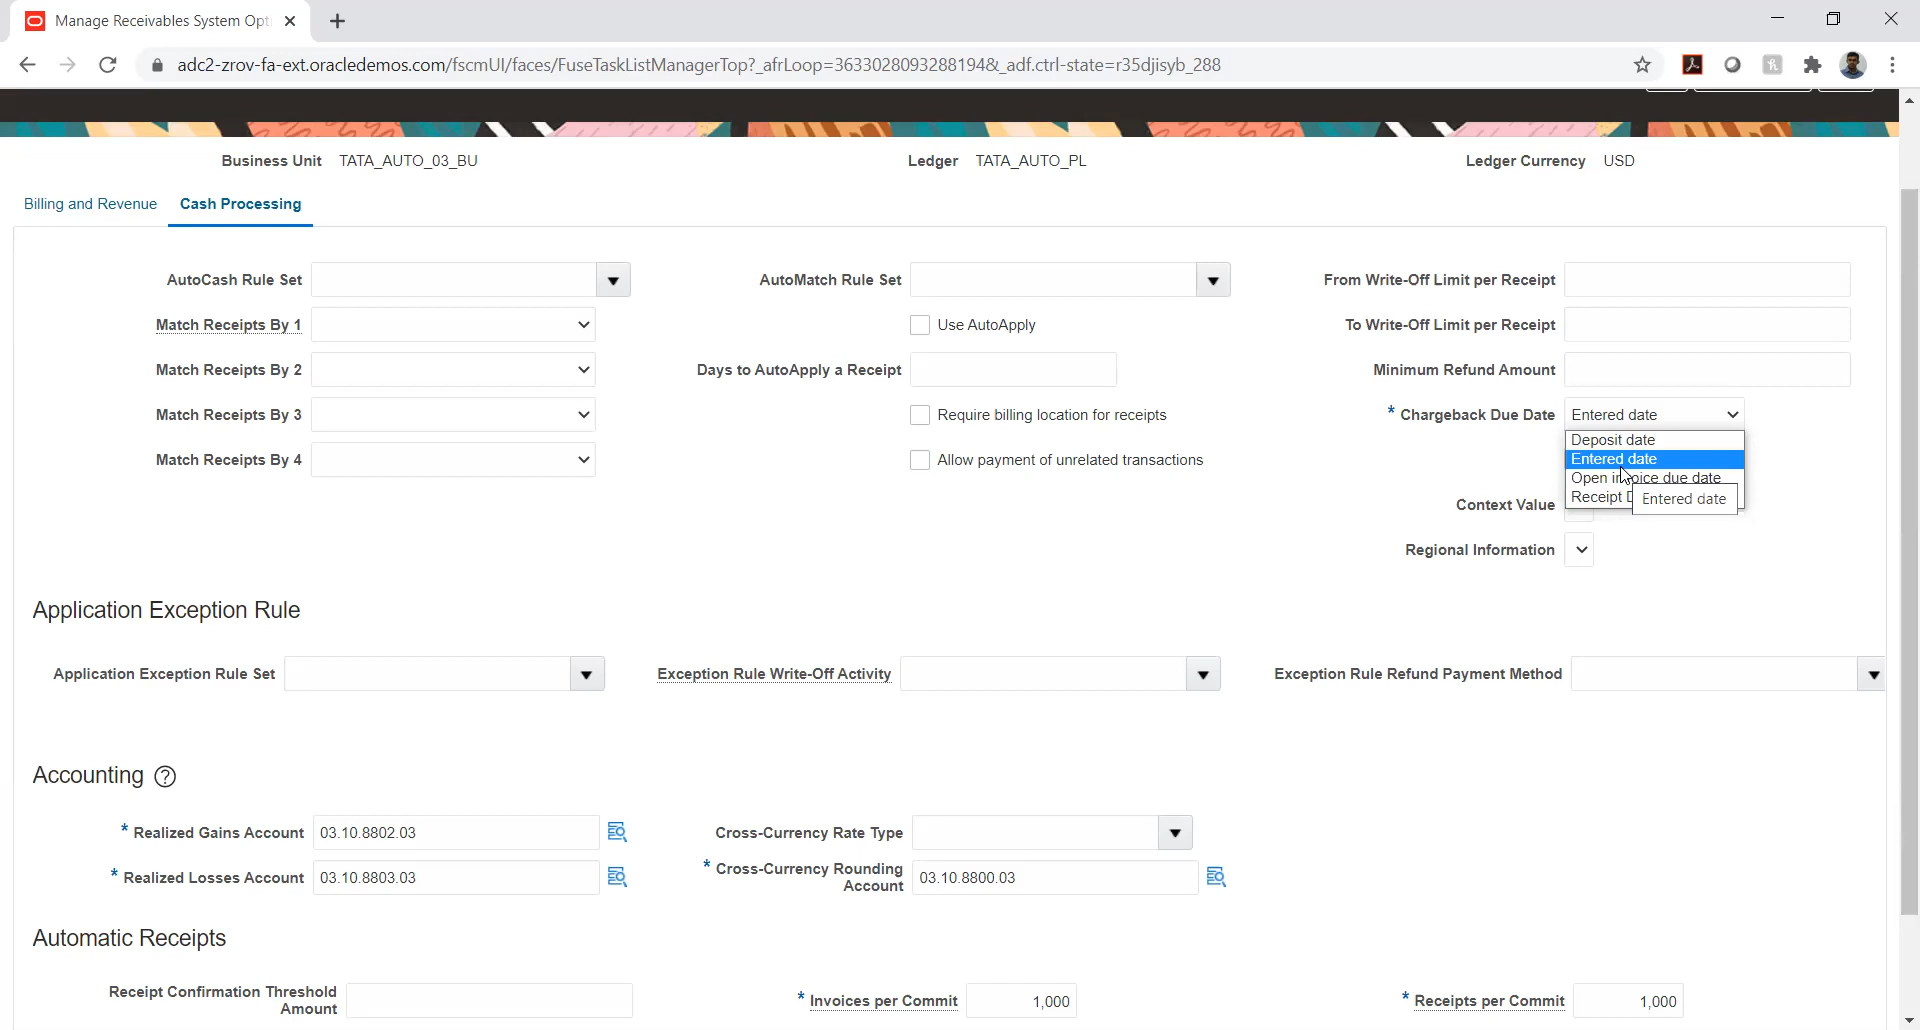 Manage Receivables System Opti
adc2-zrov-fa-ext.oracledemos.com/fscmUI/faces/FuseTaskListManagerTop?_afrLoop=3633028093288194&_adf.ctrl-state=r35djisyb_288
Business Unit TATA_AUTO_03_BU Ledger TATA_AUTO_PL Ledger Currency USD
Billing and Revenue Cash Processing
AutoCash Rule Set AutoMatch Rule Set From Write-Off Limit per Receipt
Match Receipts By 1 Use AutoApply To Write-Off Limit per Receipt
Match Receipts By 2 Days to AutoApply a Receipt Minimum Refund Amount
Match Receipts By 3 Require billing location for receipts * Chargeback Due Date Entered date
Deposit date
Match Receipts By 4 Allow payment of unrelated transactions Entered date
Open invoice due date
Receipt D Entered date
Context Value
Regional Information
Application Exception Rule
Application Exception Rule Set Exception Rule Write-Off Activity Exception Rule Refund Payment Method
Accounting ?
* Realized Gains Account 03.10.8802.03 Cross-Currency Rate Type
* Realized Losses Account 03.10.8803.03 * Cross-Currency Rounding
Account 03.10.8800.03
Automatic Receipts
Receipt Confirmation Threshold
Amount * Invoices per Commit 1,000 * Receipts per Commit 1,000